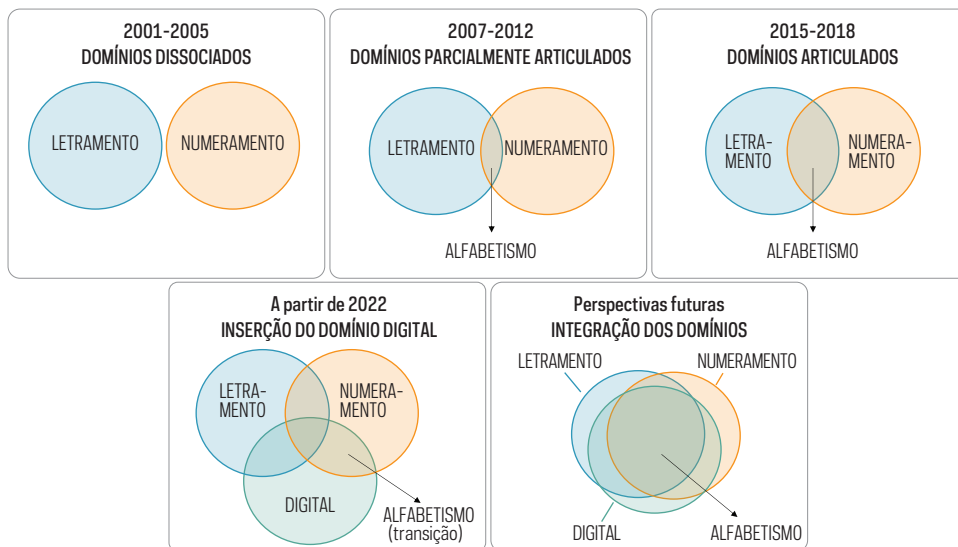 2001-2005
DOMÍNIOS DISSOCIADOS
LETRAMENTO
NUMERAMENTO
2007-2012
DOMÍNIOS PARCIALMENTE ARTICULADOS
LETRAMENTO
NUMERAMENTO
ALFABETISMO
2015-2018
DOMÍNIOS ARTICULADOS
LETRA-
MENTO
NUMERA-
MENTO
ALFABETISMO
A partir de 2022
INSERÇÃO DO DOMÍNIO DIGITAL
LETRA-
MENTO
NUMERA-
MENTO
DIGITAL
ALFABETISMO
(transição)
Perspectivas futuras
INTEGRAÇÃO DOS DOMÍNIOS
LETRAMENTO
NUMERAMENTO
DIGITAL
ALFABETISMO